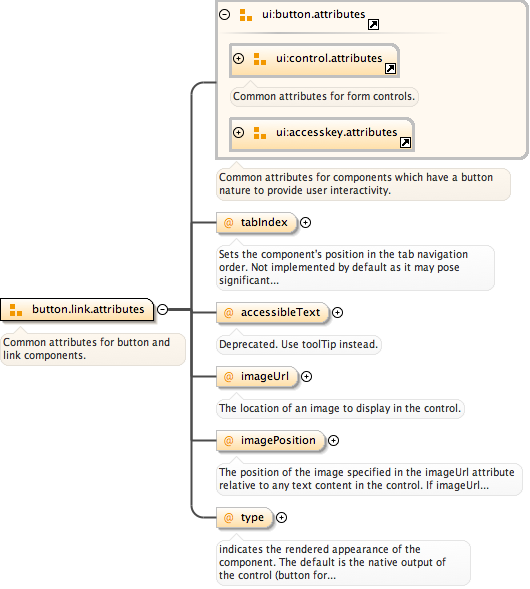 ui:button.attributes
ui:control.attributes
Common attributes for form controls.
ui:accesskey.attributes
Common attributes for components which have a button
nature to provide user interactivity.
@ tabIndex
Sets the component's position in the tab navigation
order. Not implemented by default as it may pose
significant...
button.link.attributes
Common attributes for button and
link components.
@ accessibleText
Deprecated. Use toolTip instead.
@ imageUrl
The location of an image to display in the control.
@ imagePosition
The position of the image specified in the imageUrl attribute
relative to any text content in the control. If imageUrl...
@ type
indicates the rendered appearance of the
component. The default is the native output of
the control (button for...